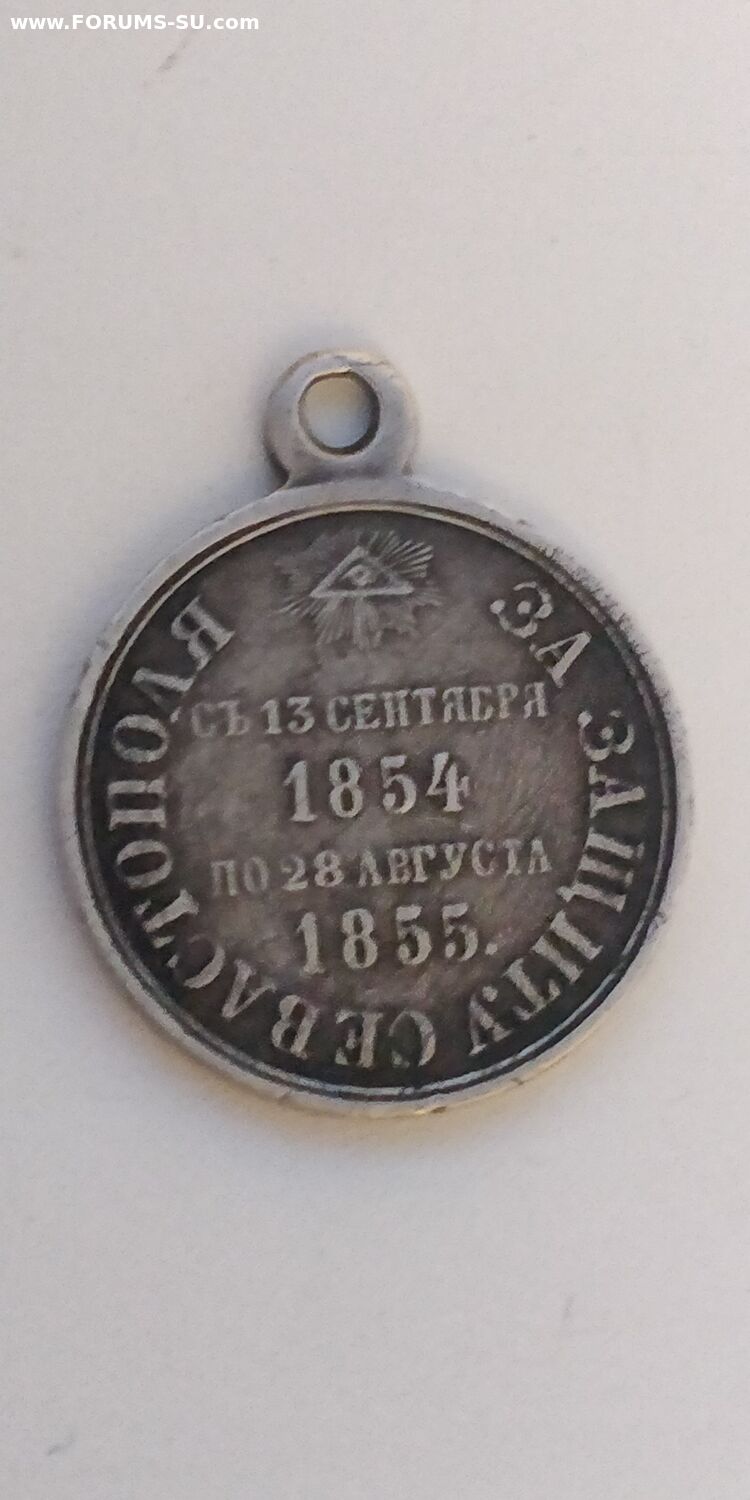 www.FORUMS-SU.com
ЗА ЗАЩИТУ СЕВАСТОПОЛЯ
СЪ 13 СЕНТЯБРЯ
1854
ПО 28 АВГУСТА
1855.